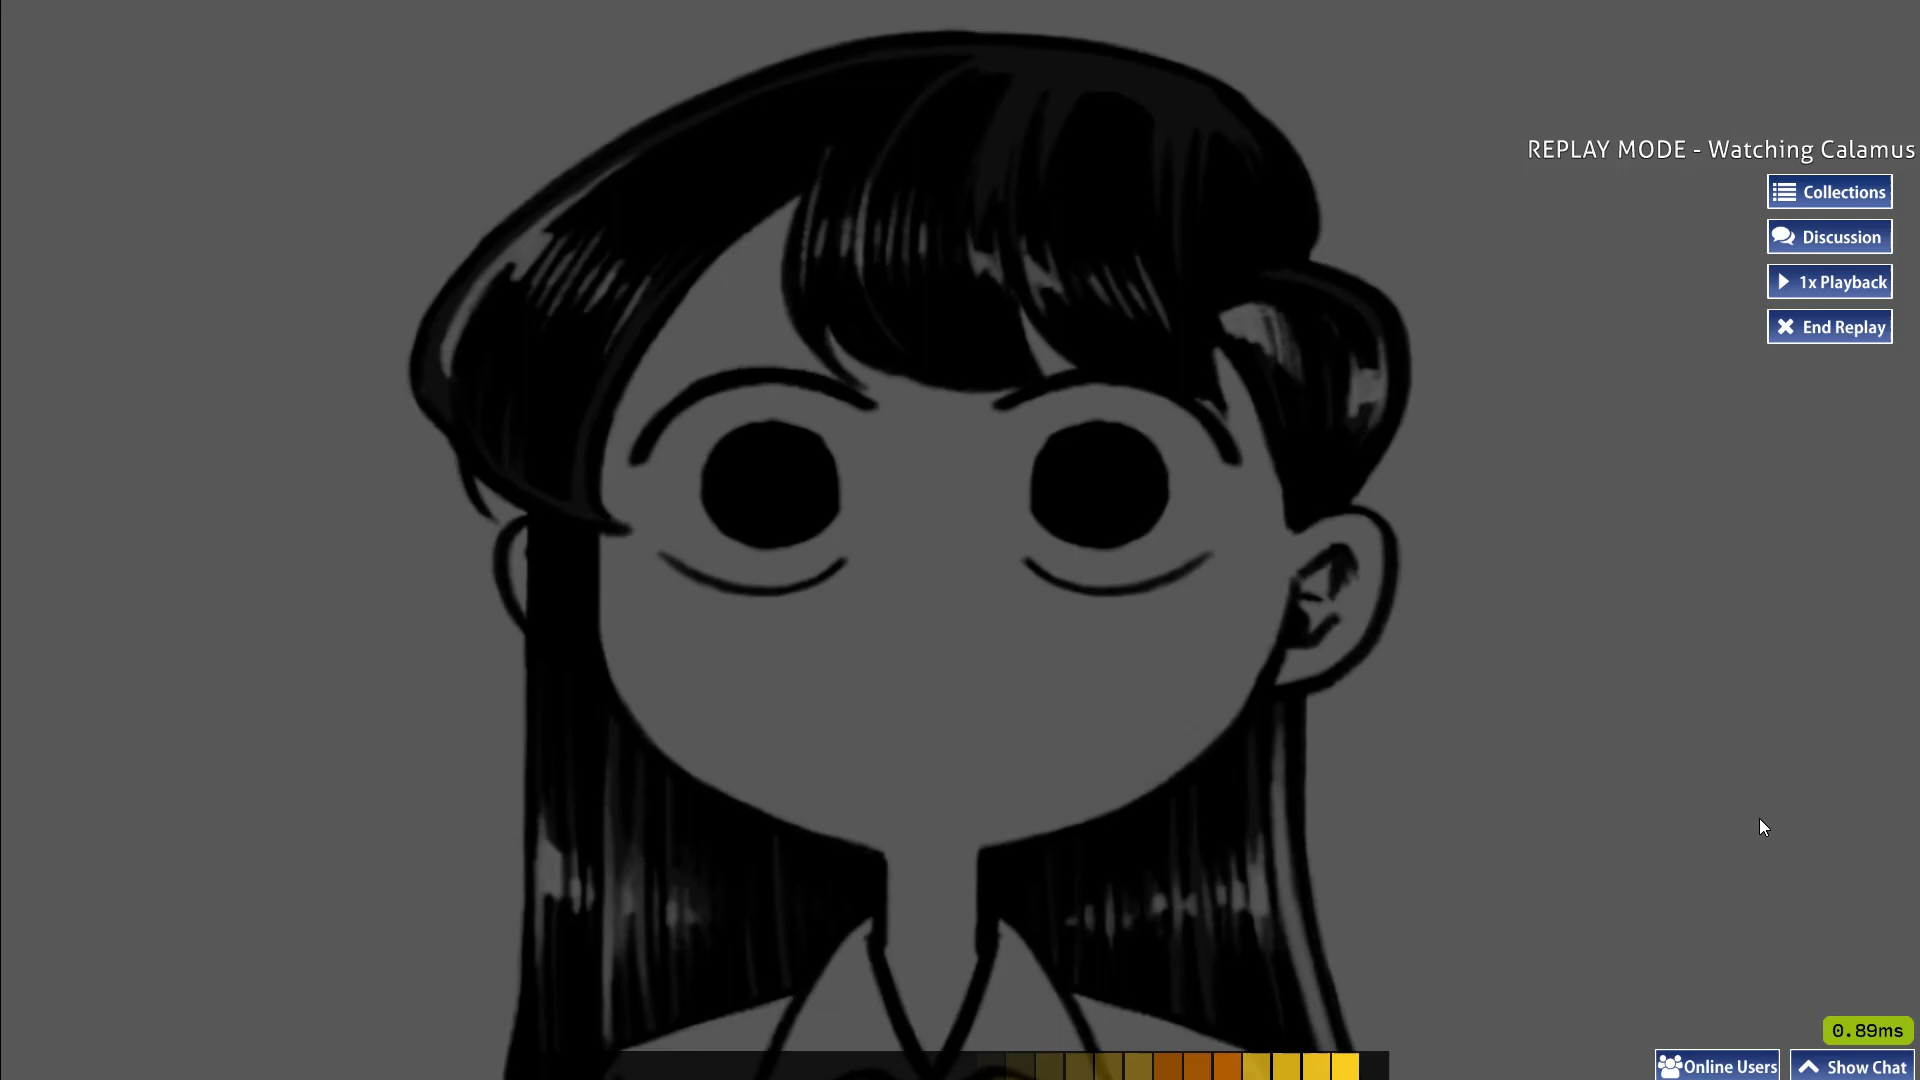 REPLAY MODE - Watching Calamus
Collections
Discussion
1x Playback
End Replay
0.89ms
Online Users
Show Chat